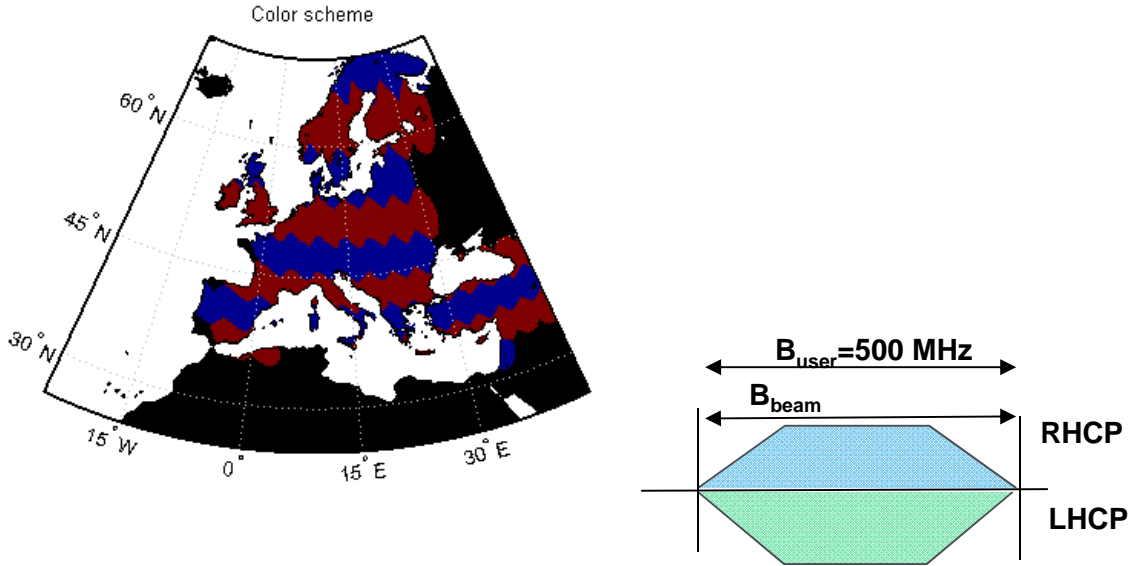 Color scheme
60°N
45°N
30°N
15°W
0°
15°E
30°E
B_user=500 MHz
B_beam
RHCP
LHCP